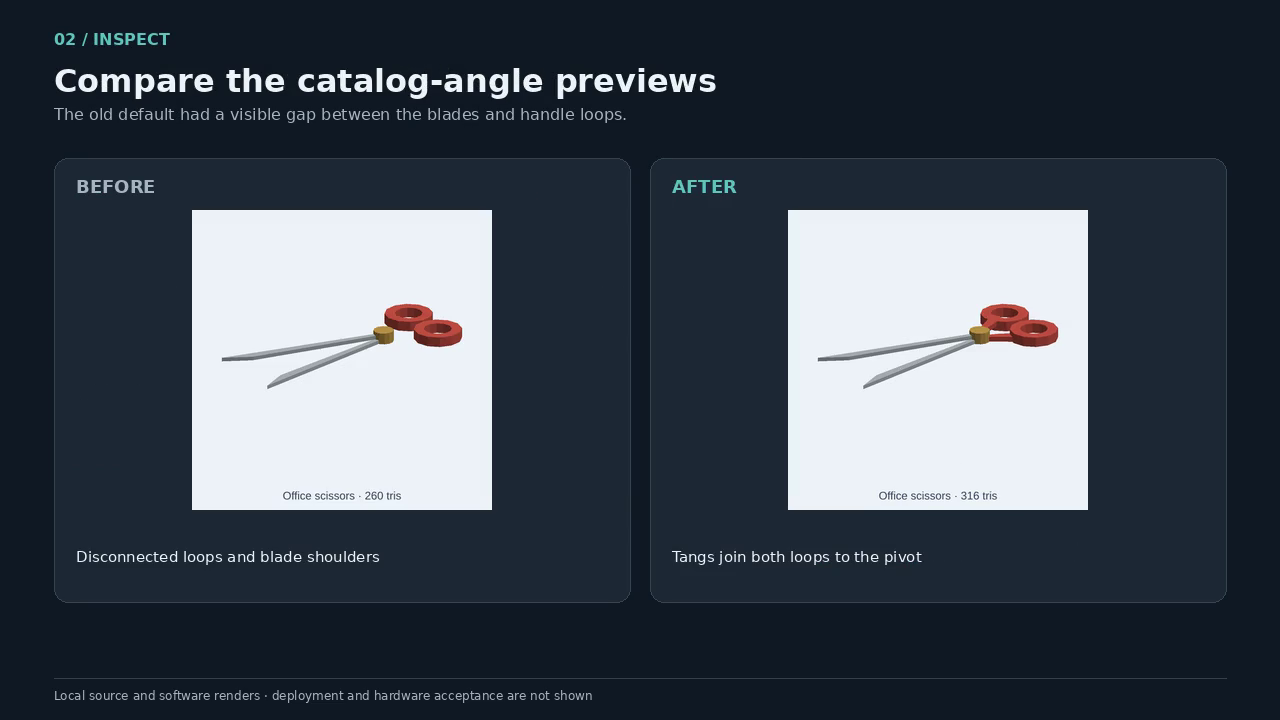 02 / INSPECT
Compare the catalog-angle previews
The old default had a visible gap between the blades and handle loops.
BEFORE
Office scissors · 260 tris
Disconnected loops and blade shoulders
AFTER
Office scissors · 316 tris
Tangs join both loops to the pivot
Local source and software renders · deployment and hardware acceptance are not shown